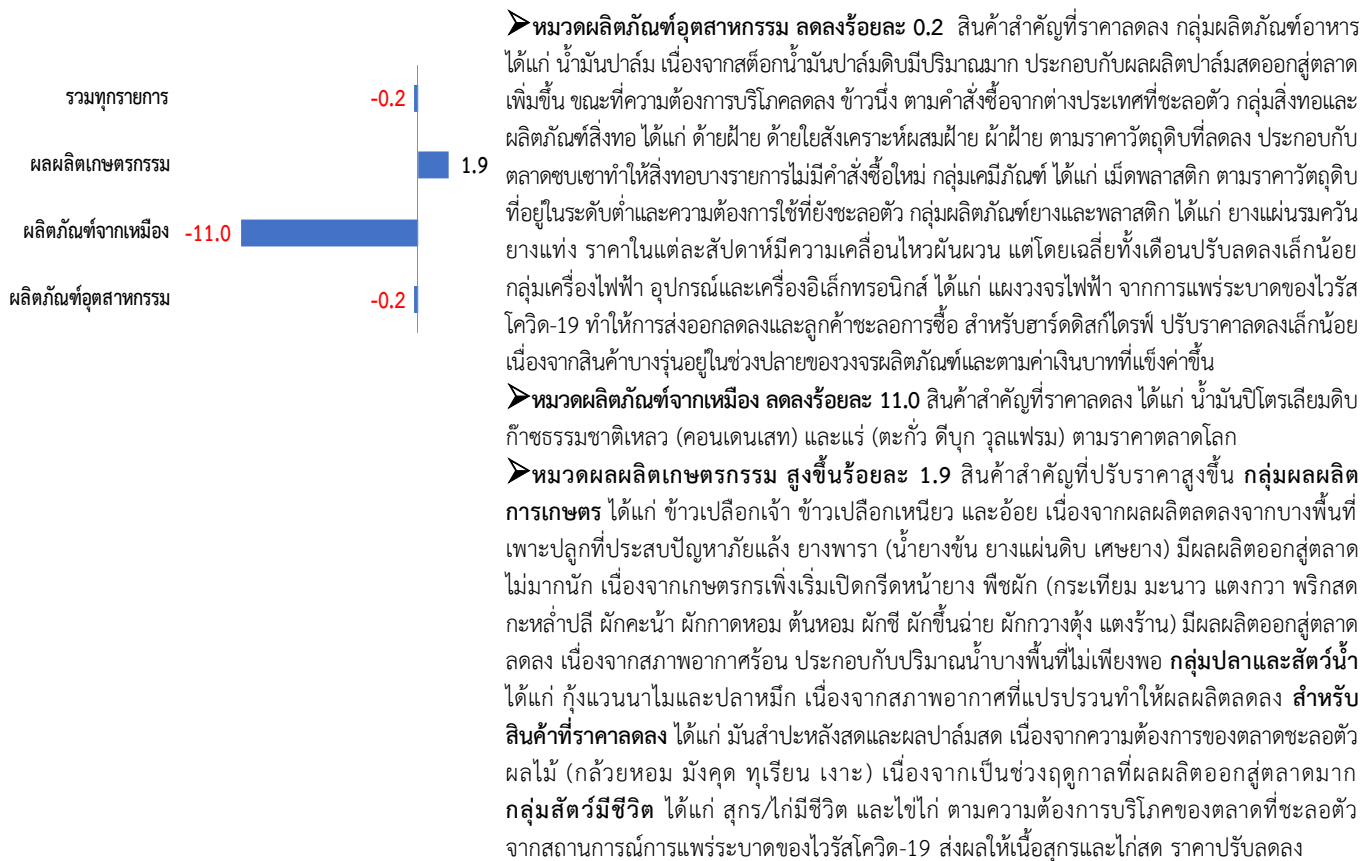 รวมทุกรายการ -0.2
ผลผลิตเกษตรกรรม 1.9
ผลิตภัณฑ์จากเหมือง -11.0
ผลิตภัณฑ์อุตสาหกรรม -0.2
➢หมวดผลิตภัณฑ์อุตสาหกรรม ลดลงร้อยละ 0.2 สินค้าสำคัญที่ราคาลดลง กลุ่มผลิตภัณฑ์อาหาร
ได้แก่ น้ำมันปาล์ม เนื่องจากสต็อกน้ำมันปาล์มดิบมีปริมาณมาก ประกอบกับผลผลิตปาล์มสดออกสู่ตลาด
เพิ่มขึ้น ขณะที่ความต้องการบริโภคลดลง ข้าวนึ่ง ตามคำสั่งซื้อจากต่างประเทศที่ชะลอตัว กลุ่มสิ่งทอและ
ผลิตภัณฑ์สิ่งทอ ได้แก่ ด้ายฝ้าย ด้ายใยสังเคราะห์ผสมฝ้าย ผ้าฝ้าย ตามราคาวัตถุดิบที่ลดลง ประกอบกับ
ตลาดซบเซาทำให้สิ่งทอบางรายการไม่มีคำสั่งซื้อใหม่ กลุ่มเคมีภัณฑ์ ได้แก่ เม็ดพลาสติก ตามราคาวัตถุดิบ
ที่อยู่ในระดับต่ำและความต้องการใช้ที่ยังชะลอตัว กลุ่มผลิตภัณฑ์ยางและพลาสติก ได้แก่ ยางแผ่นรมควัน
ยางแท่ง ราคาในแต่ละสัปดาห์มีความเคลื่อนไหวผันผวน แต่โดยเฉลี่ยทั้งเดือนปรับลดลงเล็กน้อย
กลุ่มเครื่องไฟฟ้า อุปกรณ์และเครื่องอิเล็กทรอนิกส์ ได้แก่ แผงวงจรไฟฟ้า จากการแพร่ระบาดของไวรัส
โควิด-19 ทำให้การส่งออกลดลงและลูกค้าชะลอการซื้อ สำหรับฮาร์ดดิสก์ไดรฟ์ ปรับราคาลดลงเล็กน้อย
เนื่องจากสินค้าบางรุ่นอยู่ในช่วงปลายของวงจรผลิตภัณฑ์และตามค่าเงินบาทที่แข็งค่าขึ้น
➢หมวดผลิตภัณฑ์จากเหมือง ลดลงร้อยละ 11.0 สินค้าสำคัญที่ราคาลดลง ได้แก่ น้ำมันปิโตรเลียมดิบ
ก๊าซธรรมชาติเหลว (คอนเดนเสท) และแร่ (ตะกั่ว ดีบุก วุลแฟรม) ตามราคาตลาดโลก
➢หมวดผลผลิตเกษตรกรรม สูงขึ้นร้อยละ 1.9 สินค้าสำคัญที่ปรับราคาสูงขึ้น กลุ่มผลผลิต
การเกษตร ได้แก่ ข้าวเปลือกเจ้า ข้าวเปลือกเหนียว และอ้อย เนื่องจากผลผลิตลดลงจากบางพื้นที่
เพาะปลูกที่ประสบปัญหาภัยแล้ง ยางพารา (น้ำยางข้น ยางแผ่นดิบ เศษยาง) มีผลผลิตออกสู่ตลาด
ไม่มากนัก เนื่องจากเกษตรกรเพิ่งเริ่มเปิดกรีดหน้ายาง พืชผัก (กระเทียม มะนาว แตงกวา พริกสด
กะหล่ำปลี ผักคะน้า ผักกาดหอม ต้นหอม ผักชี ผักขึ้นฉ่าย ผักกวางตุ้ง แตงร้าน) มีผลผลิตออกสู่ตลาด
ลดลง เนื่องจากสภาพอากาศร้อน ประกอบกับปริมาณน้ำบางพื้นที่ไม่เพียงพอ กลุ่มปลาและสัตว์น้ำ
ได้แก่ กุ้งแวนนาไมและปลาหมึก เนื่องจากสภาพอากาศที่แปรปรวนทำให้ผลผลิตลดลง สำหรับ
สินค้าที่ราคาลดลง ได้แก่ มันสำปะหลังสดและผลปาล์มสด เนื่องจากความต้องการของตลาดชะลอตัว
ผลไม้ (กล้วยหอม มังคุด ทุเรียน เงาะ) เนื่องจากเป็นช่วงฤดูกาลที่ผลผลิตออกสู่ตลาดมาก
กลุ่มสัตว์มีชีวิต ได้แก่ สุกร/ไก่มีชีวิต และไข่ไก่ ตามความต้องการบริโภคของตลาดที่ชะลอตัว
จากสถานการณ์การแพร่ระบาดของไวรัสโควิด-19 ส่งผลให้เนื้อสุกรและไก่สด ราคาปรับลดลง